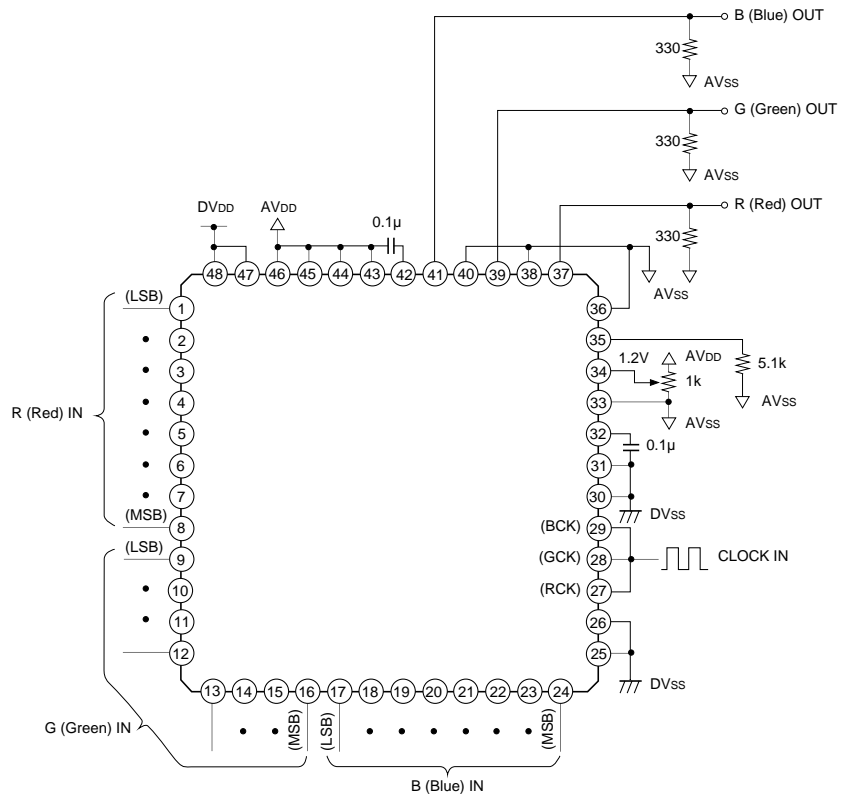 B (Blue) OUT
330
AVSS
G (Green) OUT
330
AVSS
R (Red) OUT
DVDD
AVDD
0.1μ
330
AVSS
48 47 46 45 44 43 42 41 40 39 38 37
(LSB)
1
2
3
4
5
6
7
(MSB)
8
R (Red) IN
(LSB)
9
10
11
12
G (Green) IN
36
35
5.1k
AVSS
1.2V
AVDD
34
1k
33
AVSS
32
0.1μ
31
30
DVSS
(BCK)
29
(GCK)
28
CLOCK IN
(RCK)
27
26
25
DVSS
13 14 15 16 17 18 19 20 21 22 23 24
(MSB)
(LSB)
(MSB)
B (Blue) IN